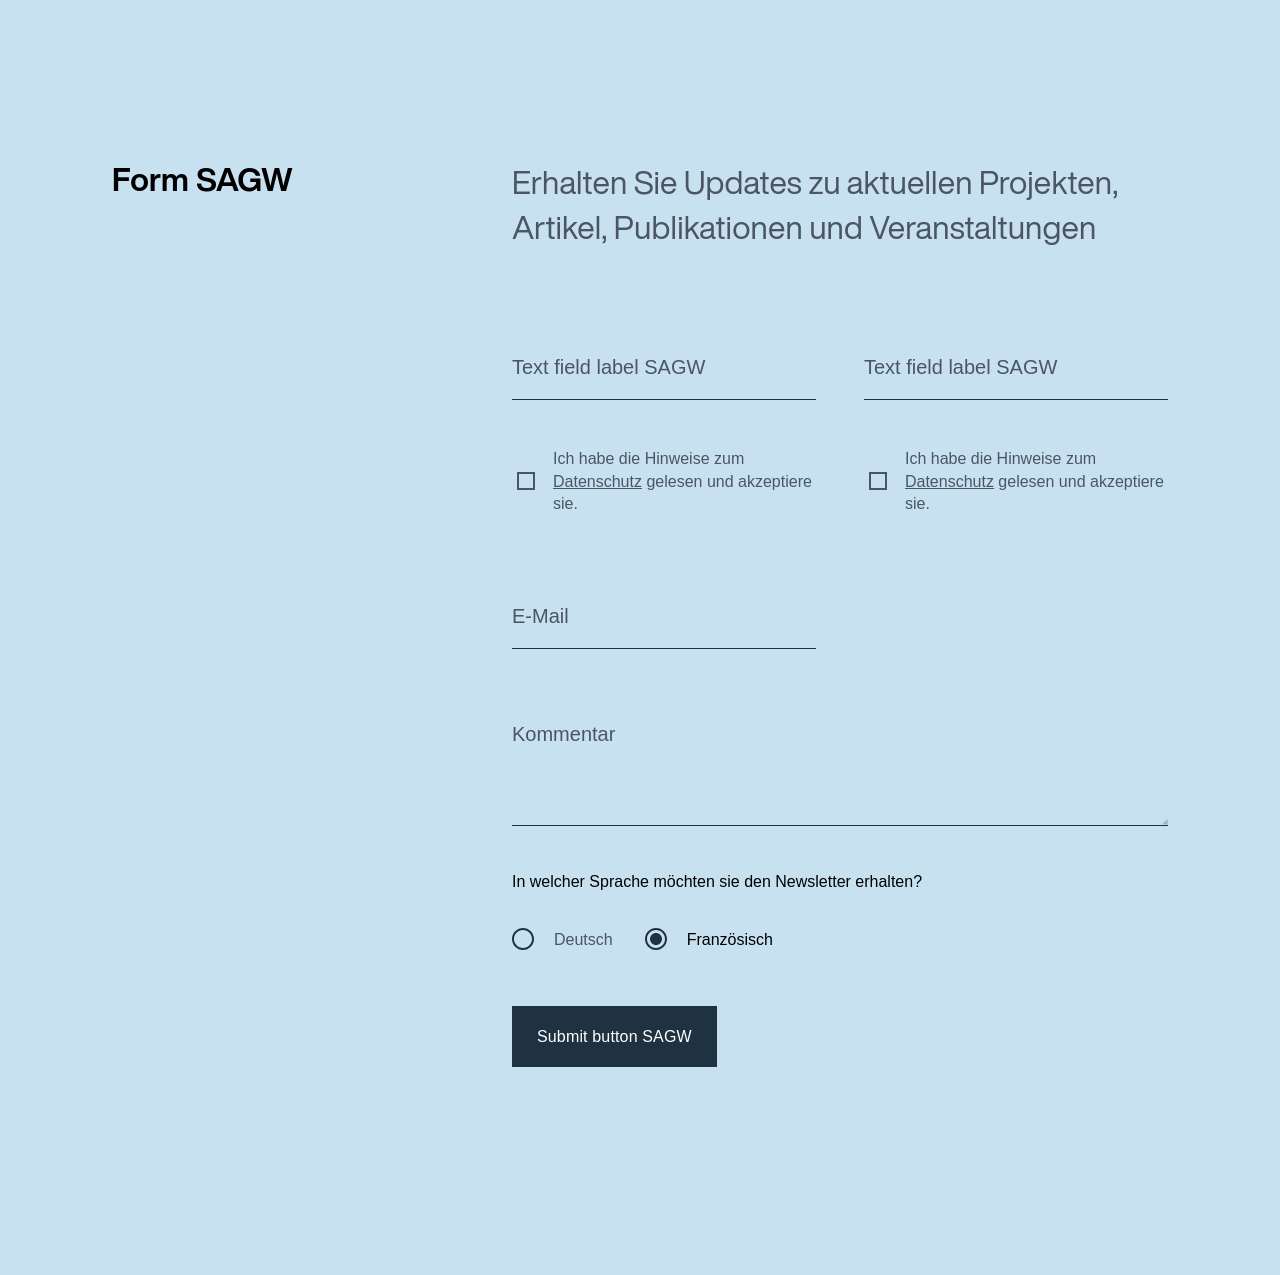 Form SAGW
Erhalten Sie Updates zu aktuellen Projekten,
Artikel, Publikationen und Veranstaltungen
Text field label SAGW
Text field label SAGW
Ich habe die Hinweise zum
Datenschutz gelesen und akzeptiere
sie.
Ich habe die Hinweise zum
Datenschutz gelesen und akzeptiere
sie.
E-Mail
Kommentar
In welcher Sprache möchten sie den Newsletter erhalten?
Deutsch
Französisch
Submit button SAGW